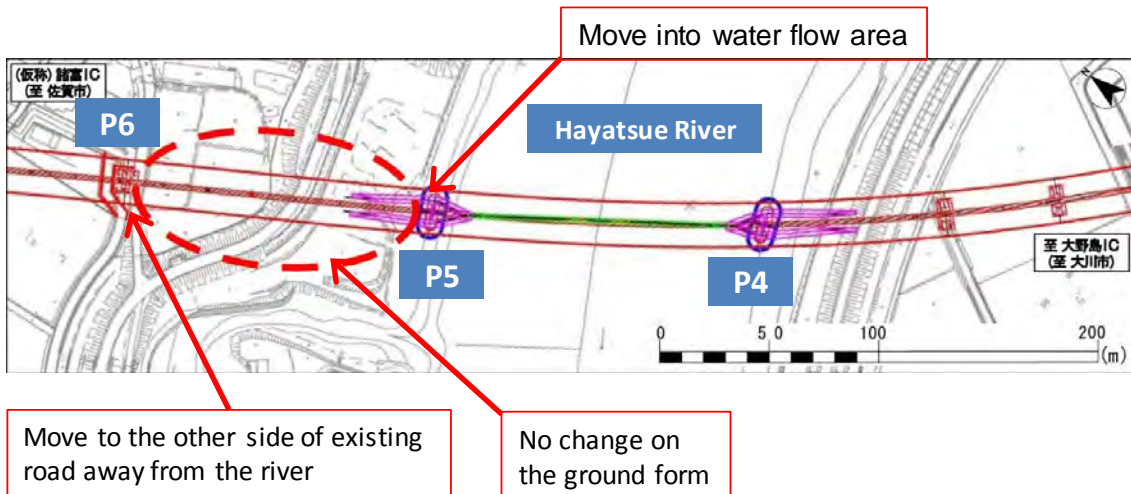 Move into water flow area
(仮称) 諸富IC
(至 佐賀市)
N
P6
Hayatsue River
P5
P4
至 大野島IC
(至 大川市)
0 5 0 100 200
(m)
Move to the other side of existing
road away from the river
No change on
the ground form